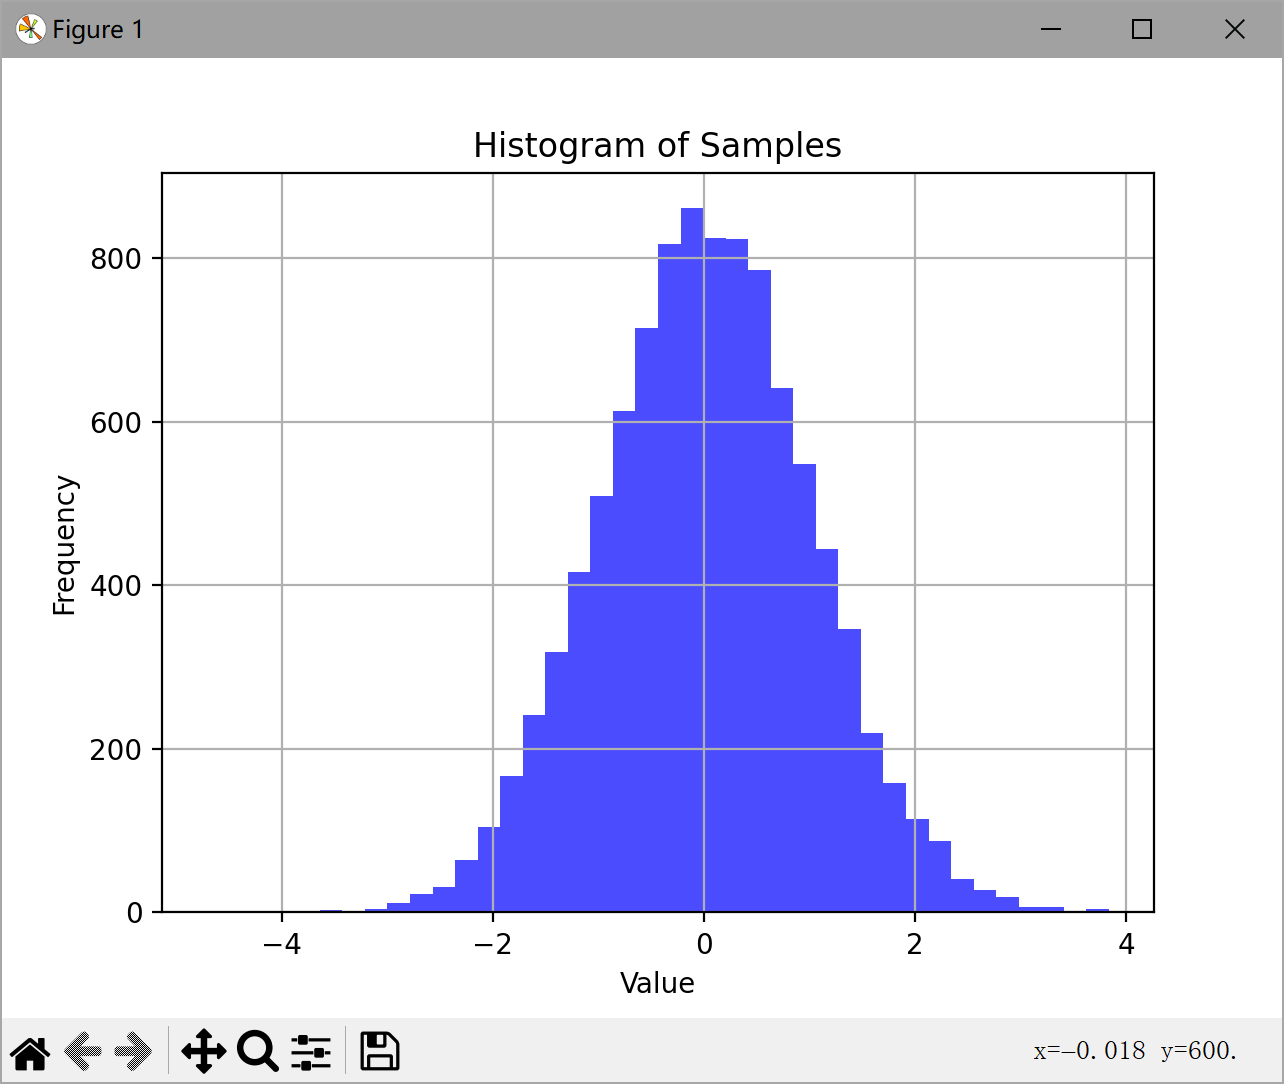 Figure 1
Histogram of Samples
800
600
400
200
0
Frequency
−4 −2 0 2 4
Value
x=−0.018 y=600.